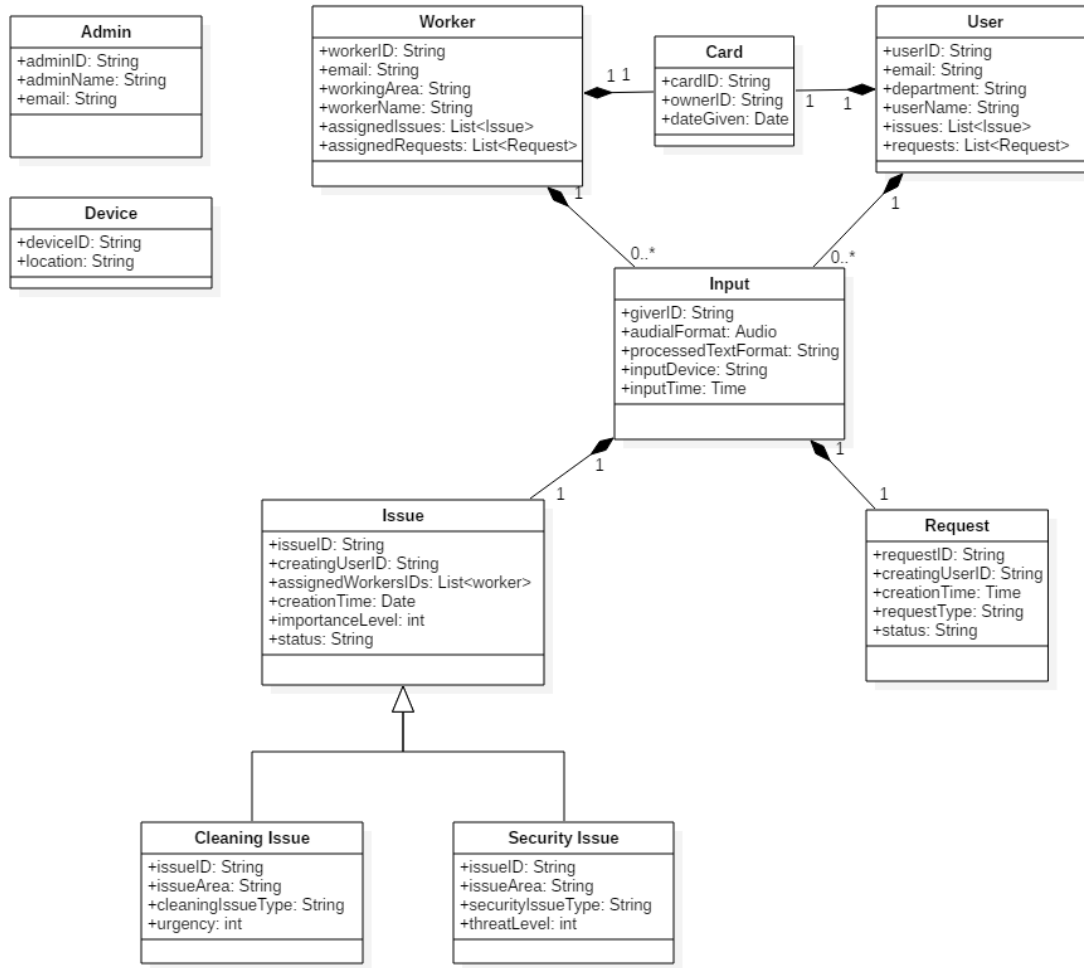 Admin
+adminID: String
+adminName: String
+email: String
Worker
+workerID: String
+email: String
+workingArea: String
+workerName: String
+assignedIssues: List<Issue>
+assignedRequests: List<Request>
1 1
Card
+cardID: String
+ownerID: String
+dateGiven: Date
1 1
User
+userID: String
+email: String
+department: String
+userName: String
+issues: List<Issue>
+requests: List<Request>
Device
+deviceID: String
+location: String
1
1
0..*
0..*
Input
+giverID: String
+audialFormat: Audio
+processedTextFormat: String
+inputDevice: String
+inputTime: Time
1
1
1
1
Issue
+issueID: String
+creatingUserID: String
+assignedWorkersIDs: List<worker>
+creationTime: Date
+importanceLevel: int
+status: String
Request
+requestID: String
+creatingUserID: String
+creationTime: Time
+requestType: String
+status: String
Cleaning Issue
+issueID: String
+issueArea: String
+cleaningIssueType: String
+urgency: int
Security Issue
+issueID: String
+issueArea: String
+securityIssueType: String
+threatLevel: int